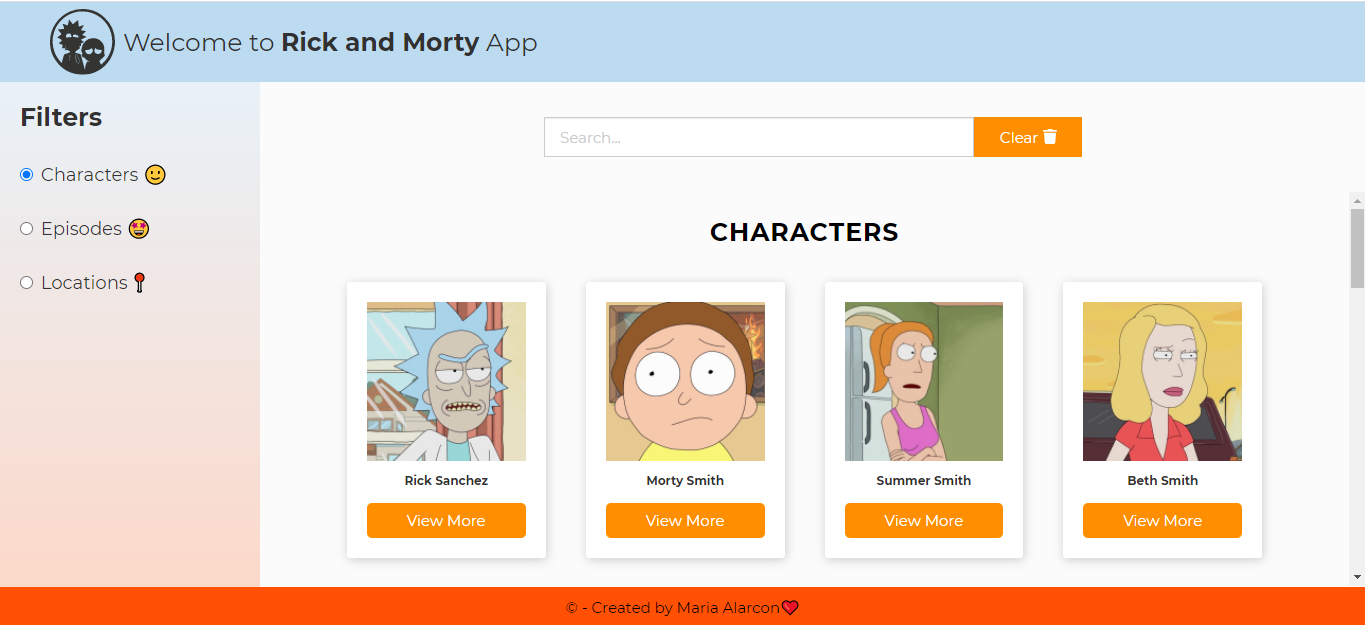 Welcome to Rick and Morty App
Filters
Characters 🙂
Episodes 🤩
Locations 📍
Search...
Clear
CHARACTERS
Rick Sanchez
View More
Morty Smith
View More
Summer Smith
View More
Beth Smith
View More
© - Created by Maria Alarcon💖